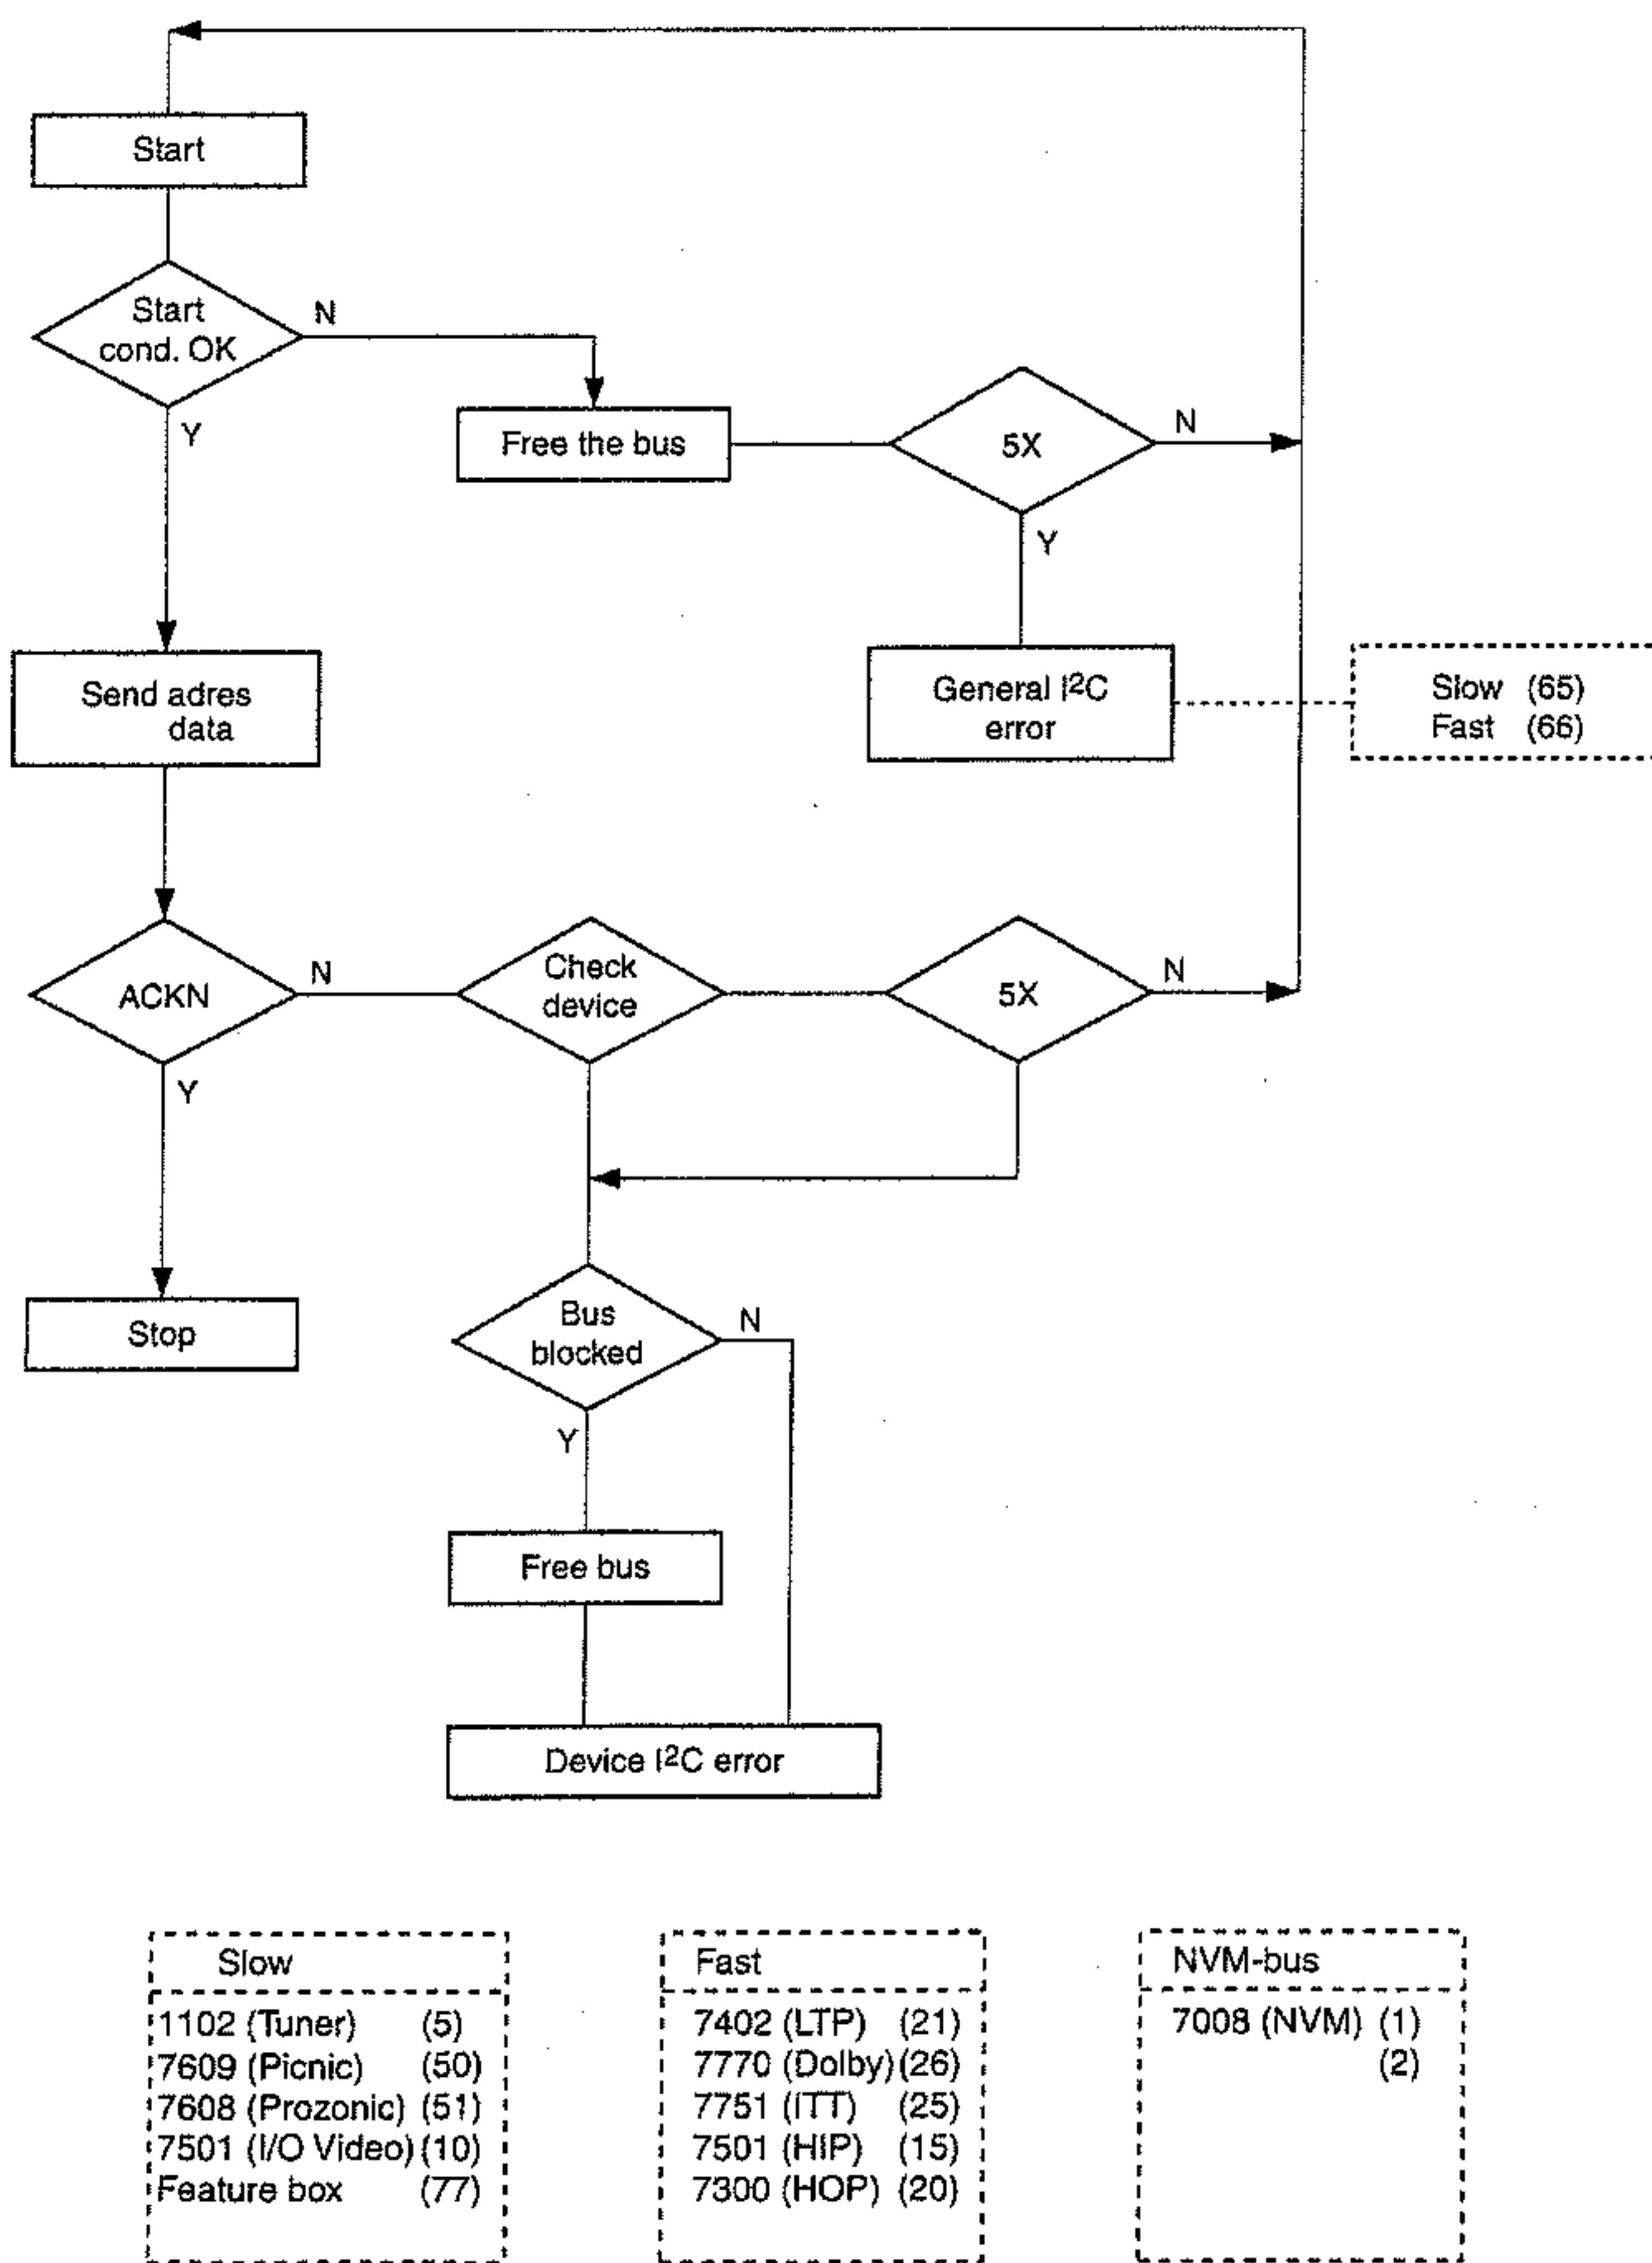 Start
Start
cond. OK
N
Y
Free the bus
5X
N
Y
Send adres
data
General I²C
error
Slow (65)
Fast (66)
ACKN
N
Y
Check
device
5X
N
Stop
Bus
blocked
N
Y
Free bus
Device I²C error
Slow
1102 (Tuner) (5)
7609 (Picnic) (50)
7608 (Prozonic) (51)
7501 (I/O Video) (10)
Feature box (77)
Fast
7402 (LTP) (21)
7770 (Dolby) (26)
7751 (ITT) (25)
7501 (HIP) (15)
7300 (HOP) (20)
NVM-bus
7008 (NVM) (1)
(2)